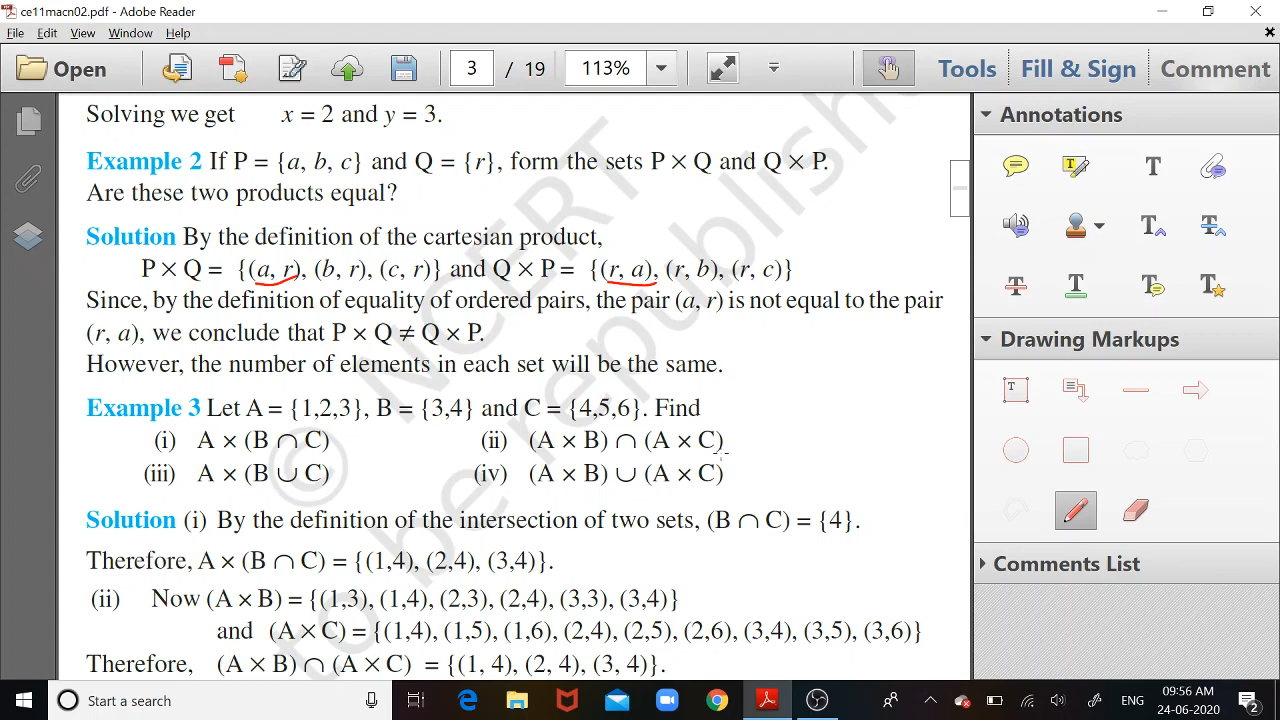 ce11macn02.pdf - Adobe Reader
File Edit View Window Help
Open 3 / 19 113% Tools Fill & Sign Comment
Solving we get x = 2 and y = 3.
Example 2 If P = {a, b, c} and Q = {r}, form the sets P × Q and Q × P.
Are these two products equal?
Solution By the definition of the cartesian product,
P × Q = {(a, r), (b, r), (c, r)} and Q × P = {(r, a), (r, b), (r, c)}
Since, by the definition of equality of ordered pairs, the pair (a, r) is not equal to the pair
(r, a), we conclude that P × Q ≠ Q × P.
However, the number of elements in each set will be the same.
Example 3 Let A = {1,2,3}, B = {3,4} and C = {4,5,6}. Find
(i) A × (B ∩ C) (ii) (A × B) ∩ (A × C)
(iii) A × (B ∪ C) (iv) (A × B) ∪ (A × C)
Solution (i) By the definition of the intersection of two sets, (B ∩ C) = {4}.
Therefore, A × (B ∩ C) = {(1,4), (2,4), (3,4)}.
(ii) Now (A × B) = {(1,3), (1,4), (2,3), (2,4), (3,3), (3,4)}
and (A × C) = {(1,4), (1,5), (1,6), (2,4), (2,5), (2,6), (3,4), (3,5), (3,6)}
Therefore, (A × B) ∩ (A × C) = {(1, 4), (2, 4), (3, 4)}.
© NCERT
to be republish
Annotations
T T
T T T
T T T T
Drawing Markups
T
Comments List
Start a search
ENG
09:56 AM
24-06-2020
2